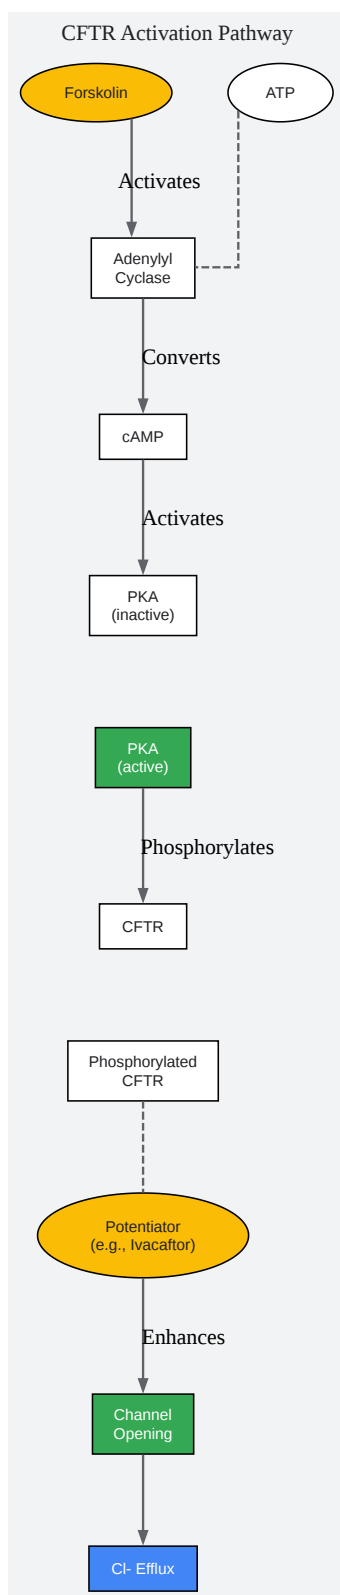 CFTR Activation Pathway
Forskolin
ATP
Activates
Adenylyl
Cyclase
Converts
cAMP
Activates
PKA
(inactive)
PKA
(active)
Phosphorylates
CFTR
Phosphorylated
CFTR
Potentiator
(e.g., Ivacaftor)
Enhances
Channel
Opening
Cl- Efflux